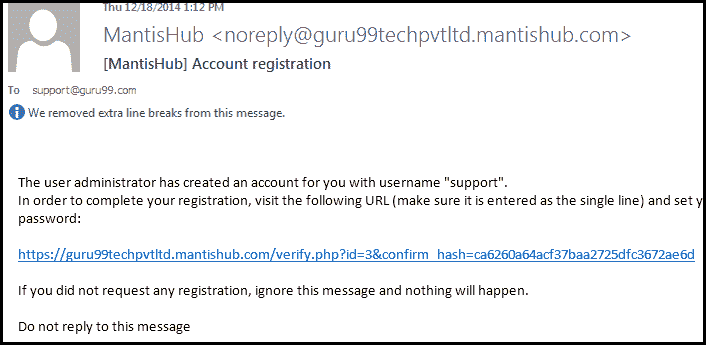 Thu 12/18/2014 1:12 PM
MantisHub <noreply@guru99techpvtltd.mantishub.com>
[MantisHub] Account registration
To support@guru99.com
We removed extra line breaks from this message.
The user administrator has created an account for you with username "support".
In order to complete your registration, visit the following URL (make sure it is entered as the single line) and set y
password:
https://guru99techpvtltd.mantishub.com/verify.php?id=3&confirm_hash=ca6260a64acf37baa2725dfc3672ae6d
If you did not request any registration, ignore this message and nothing will happen.
Do not reply to this message